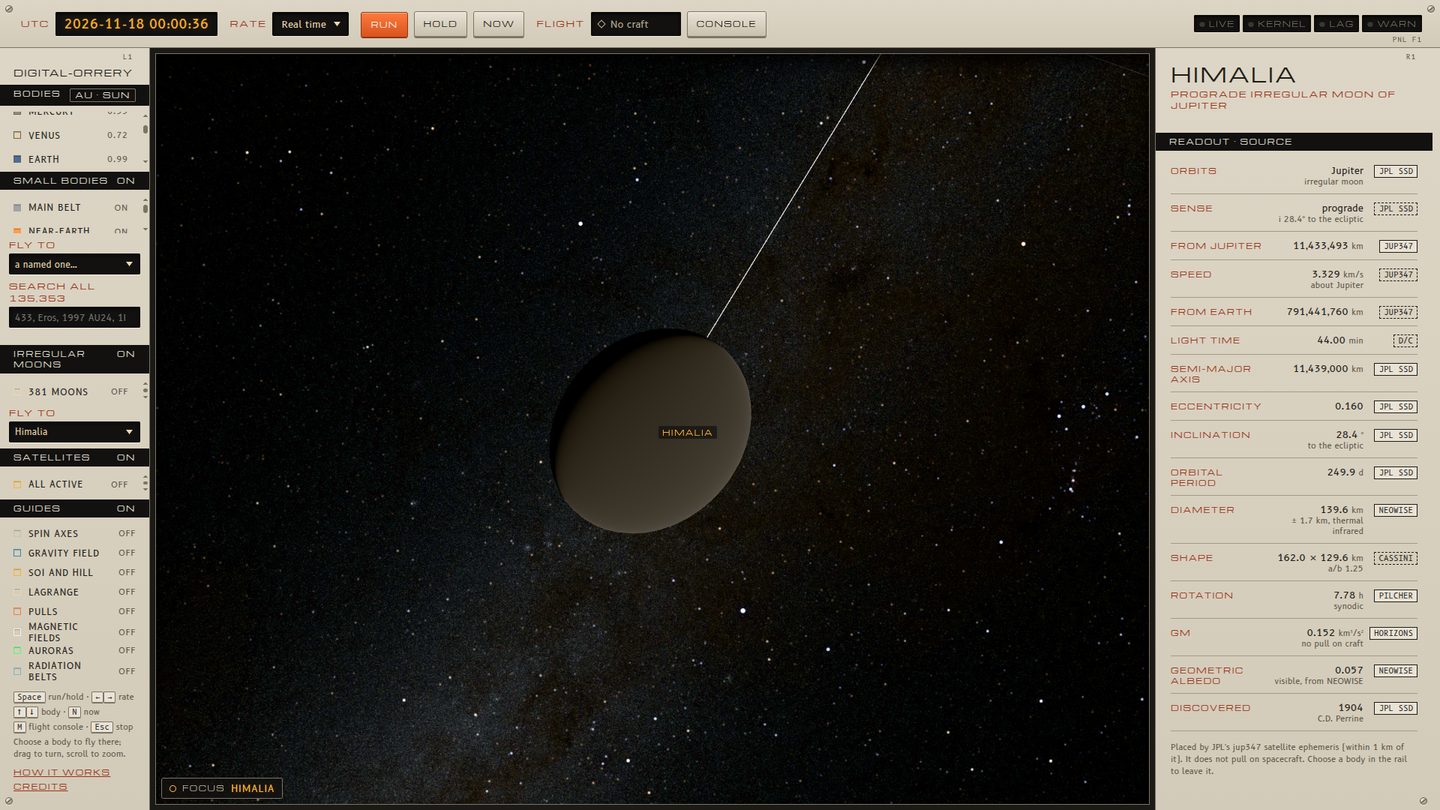 UTC 2026-11-18 00:00:36 RATE Real time RUN HOLD NOW FLIGHT ◇ No craft CONSOLE LIVE KERNEL LAG WARN
PNL F1
L1
DIGITAL-ORRERY
BODIES AU · SUN
MERCURY
VENUS 0.72
EARTH 0.99
SMALL BODIES ON
MAIN BELT ON
NEAR-EARTH ON
FLY TO
a named one...
SEARCH ALL
135,353
433, Eros, 1997 AU24, 1I
IRREGULAR MOONS ON
381 MOONS OFF
FLY TO
Himalia
SATELLITES ON
ALL ACTIVE OFF
GUIDES ON
SPIN AXES OFF
GRAVITY FIELD OFF
SOI AND HILL OFF
LAGRANGE OFF
PULLS OFF
MAGNETIC FIELDS OFF
AURORAS OFF
RADIATION BELTS OFF
Space run/hold · ← → rate
↑ ↓ body · N now
M flight console · Esc stop
Choose a body to fly there;
drag to turn, scroll to zoom.
HOW IT WORKS
CREDITS
HIMALIA
FOCUS HIMALIA
R1
HIMALIA
PROGRADE IRREGULAR MOON OF
JUPITER
READOUT · SOURCE
ORBITS Jupiter JPL SSD
irregular moon
SENSE prograde JPL SSD
i 28.4° to the ecliptic
FROM JUPITER 11,433,493 km JUP347
SPEED 3.329 km/s JUP347
about Jupiter
FROM EARTH 791,441,760 km JUP347
LIGHT TIME 44.00 min D/C
SEMI-MAJOR AXIS 11,439,000 km JPL SSD
ECCENTRICITY 0.160 JPL SSD
INCLINATION 28.4 ° JPL SSD
to the ecliptic
ORBITAL PERIOD 249.9 d JPL SSD
DIAMETER 139.6 km NEOWISE
± 1.7 km, thermal
infrared
SHAPE 162.0 × 129.6 km CASSINI
a/b 1.25
ROTATION 7.78 h PILCHER
synodic
GM 0.152 km³/s² HORIZONS
no pull on craft
GEOMETRIC ALBEDO 0.057 NEOWISE
visible, from NEOWISE
DISCOVERED 1904 JPL SSD
C.D. Perrine
Placed by JPL's jup347 satellite ephemeris (within 1 km of
it). It does not pull on spacecraft. Choose a body in the rail
to leave it.